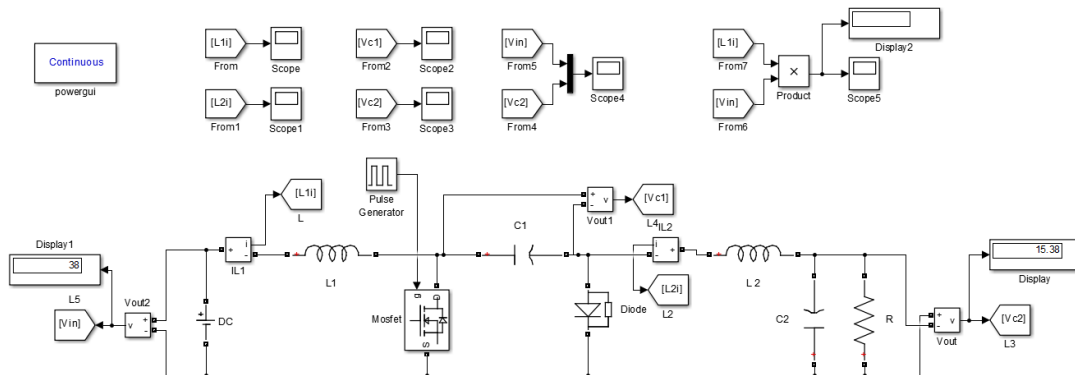 Continuous
powergui
[L1i]
From
Scope
[Vc1]
From2
Scope2
[Vin]
From5
[L1i]
From7
Display2
[L2i]
From1
Scope1
[Vc2]
From3
Scope3
[Vc2]
From4
Scope4
[Vin]
From6
×
Product
Scope5
Pulse
Generator
[L1i]
L
+
-
v
Vout1
[Vc1]
L4
IL2
Display1
38
L5
[Vin]
Vout2
v
+
-
+
DC
+
-
i
IL1
+
L1
g
D
S
Mosfet
+
C1
Diode
i
+
-
[L2i]
L2
+
L 2
C2
+
R
+
15.38
Display
+
-
v
Vout
[Vc2]
L3